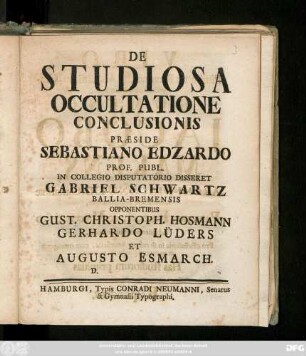 DE
STUDIOSA
OCCULTATIONE
CONCLUSIONIS
PRÆSIDE
SEBASTIANO EDZARDO
PROF. PUBL.
IN COLLEGIO DISPUTATORIO DISSERET
GABRIEL SCHWARTZ
BALLIA-BREMENSIS
OPPONENTIBUS
GUST. CHRISTOPH. HOSMANN
GERHARDO LÜDERS
ET
AUGUSTO ESMARCH.
D.
HAMBURGI, Typis CONRADI NEUMANNI, Senatus
& Gymnasii Typographi,